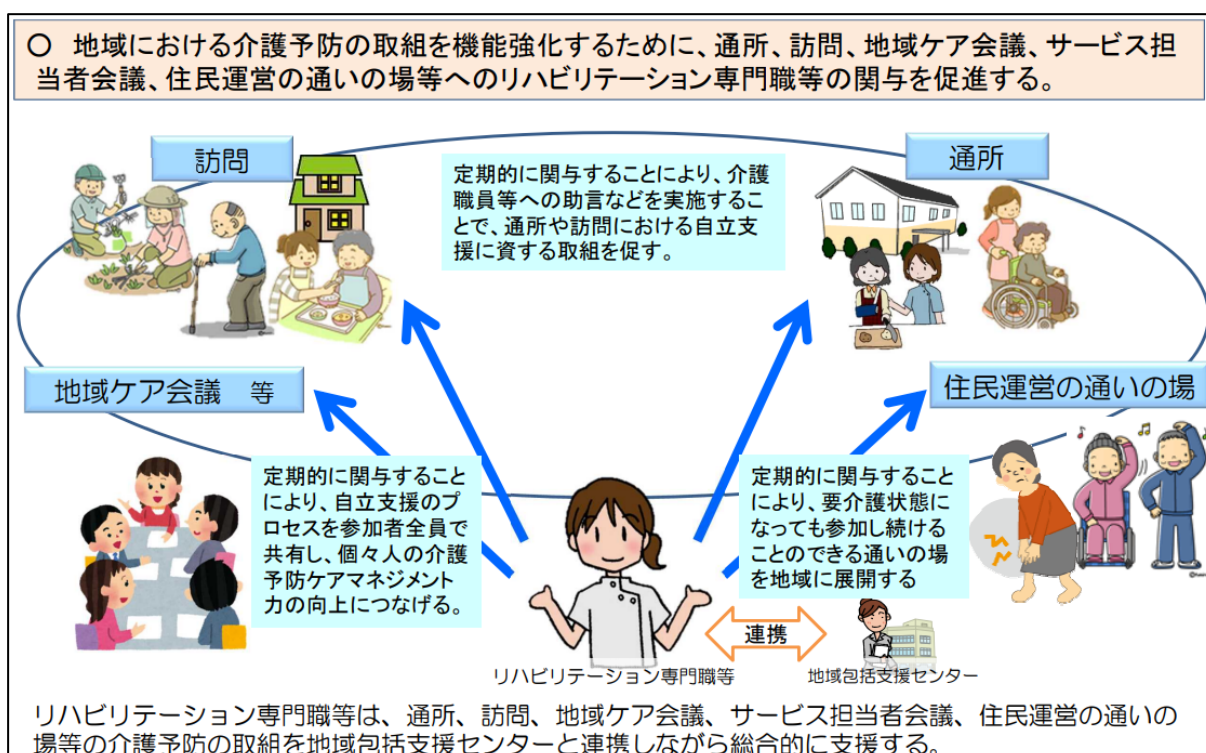 ○ 地域における介護予防の取組を機能強化するために、通所、訪問、地域ケア会議、サービス担
当者会議、住民運営の通いの場等へのリハビリテーション専門職等の関与を促進する。
訪問
定期的に関与することにより、介護
職員等への助言などを実施するこ
とで、通所や訪問における自立支
援に資する取組を促す。
通所
地域ケア会議 等
住民運営の通いの場
定期的に関与すること
により、自立支援のプ
ロセスを参加者全員で
共有し、個々人の介護
予防ケアマネジメント
力の向上につなげる。
定期的に関与すること
により、要介護状態に
なっても参加し続ける
ことのできる通いの場
を地域に展開する
連携
リハビリテーション専門職等
地域包括支援センター
リハビリテーション専門職等は、通所、訪問、地域ケア会議、サービス担当者会議、住民運営の通いの
場等の介護予防の取組を地域包括支援センターと連携しながら総合的に支援する。